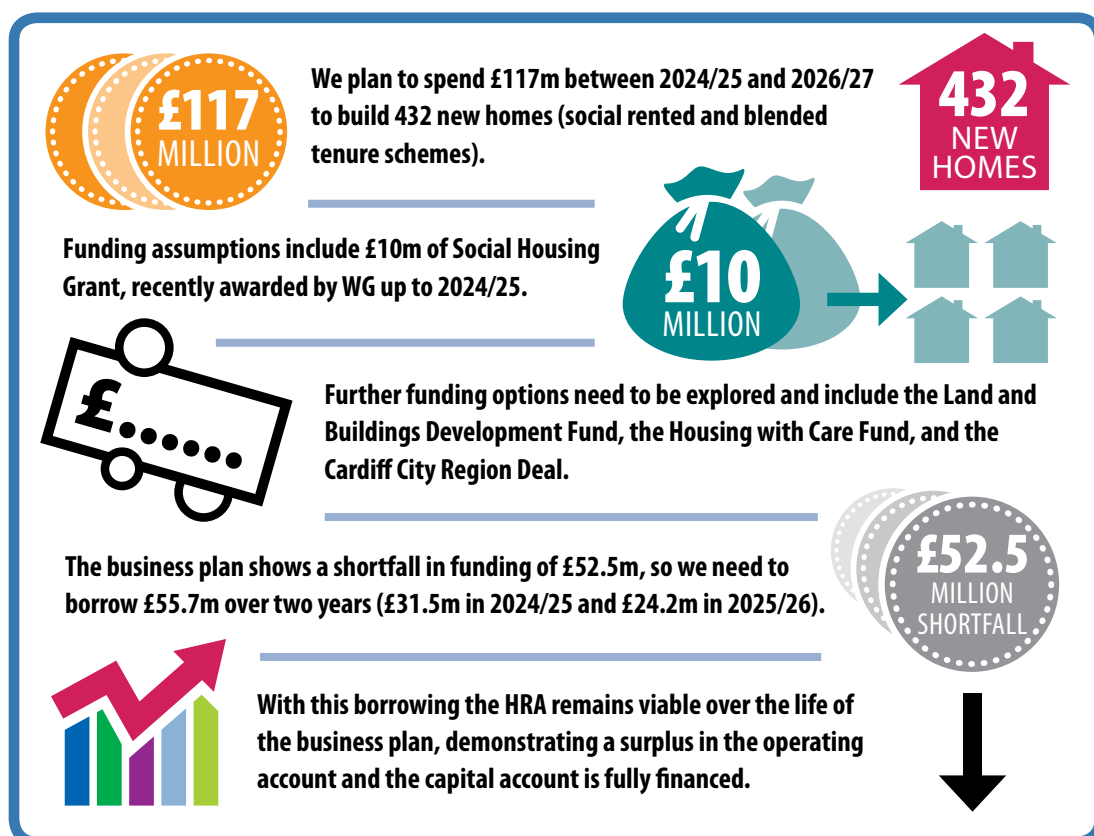 £117
MILLION
We plan to spend £117m between 2024/25 and 2026/27
to build 432 new homes (social rented and blended
tenure schemes).
432
NEW
HOMES
Funding assumptions include £10m of Social Housing
Grant, recently awarded by WG up to 2024/25.
£10
MILLION
£......
Further funding options need to be explored and include the Land and
Buildings Development Fund, the Housing with Care Fund, and the
Cardiff City Region Deal.
The business plan shows a shortfall in funding of £52.5m, so we need to
borrow £55.7m over two years (£31.5m in 2024/25 and £24.2m in 2025/26).
£52.5
MILLION
SHORTFALL
With this borrowing the HRA remains viable over the life of
the business plan, demonstrating a surplus in the operating
account and the capital account is fully financed.